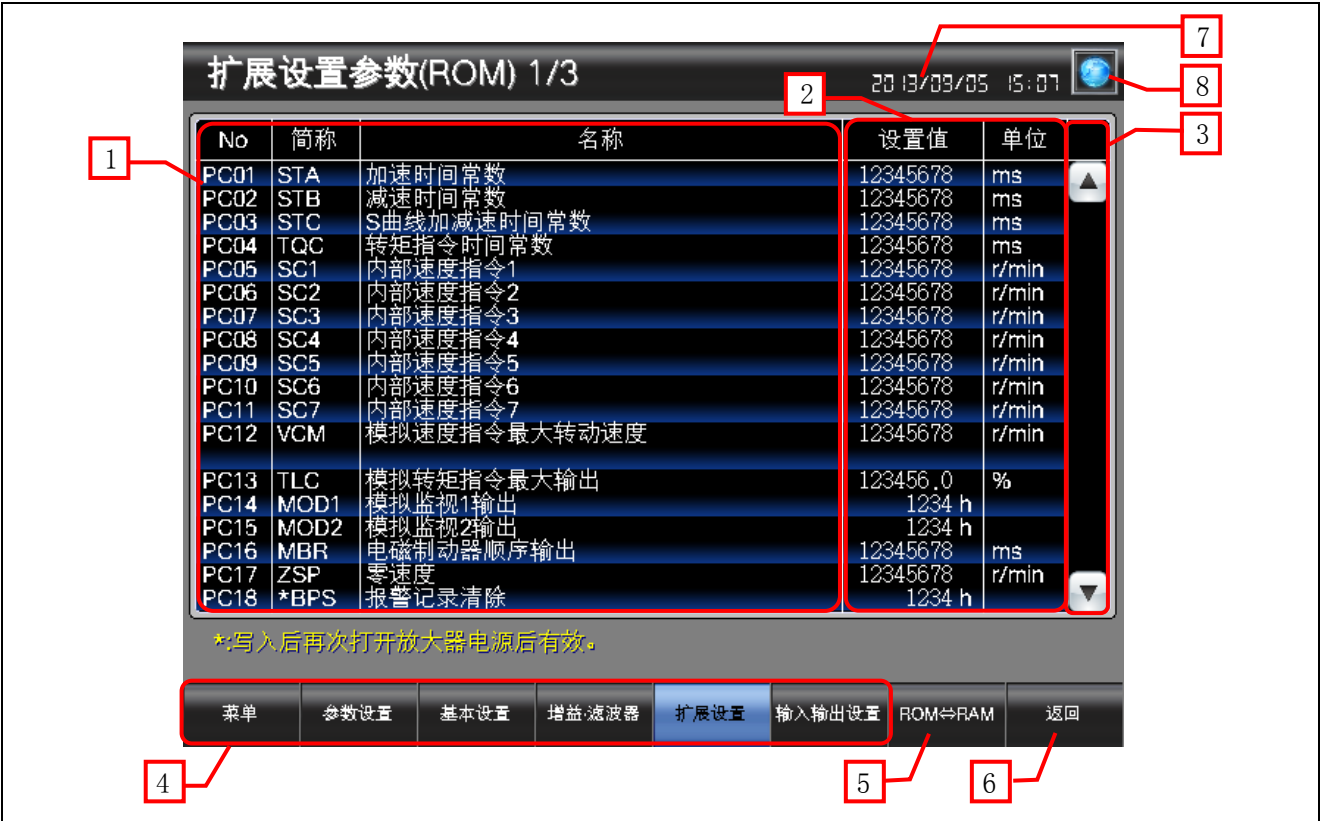 7
扩展设置参数(ROM) 1/3
2013/09/05 15:07
2
8
No 简称 名称 设置值 单位
3
1
PC01 STA 加速时间常数 12345678 ms
PC02 STB 减速时间常数 12345678 ms
PC03 STC S曲线加减速时间常数 12345678 ms
PC04 TQC 转矩指令时间常数 12345678 ms
PC05 SC1 内部速度指令1 12345678 r/min
PC06 SC2 内部速度指令2 12345678 r/min
PC07 SC3 内部速度指令3 12345678 r/min
PC08 SC4 内部速度指令4 12345678 r/min
PC09 SC5 内部速度指令5 12345678 r/min
PC10 SC6 内部速度指令6 12345678 r/min
PC11 SC7 内部速度指令7 12345678 r/min
PC12 VCM 模拟速度指令最大转动速度 12345678 r/min
PC13 TLC 模拟转矩指令最大输出 123456.0 %
PC14 MOD1 模拟监视1输出 1234 h
PC15 MOD2 模拟监视2输出 1234 h
PC16 MBR 电磁制动器顺序输出 12345678 ms
PC17 ZSP 零速度 12345678 r/min
PC18 *BPS 报警记录清除 1234 h
*:写入后再次打开放大器电源后有效。
菜单 参数设置 基本设置 增益·滤波器 扩展设置 输入输出设置 ROM⇔RAM 返回
4
5
6